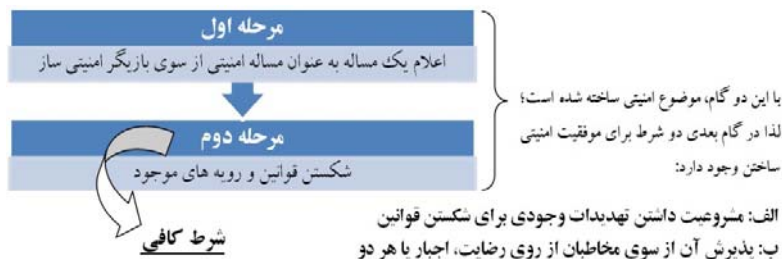 مرحله اول
اعلام یک مساله به عنوان مساله امنیتی از سوی بازیگر امنیتی ساز
مرحله دوم
شکستن قوانین و رویه های موجود
شرط کافی
با این دو گام، موضوع امنیتی ساخته شده است؛
لذا در گام بعدی دو شرط برای موفقیت امنیتی
ساختن وجود دارد:
الف: مشروعیت داشتن تهدیدات وجودی برای شکستن قوانین
ب: پذیرش آن از سوی مخاطبان از روی رضایت، اجبار یا هر دو